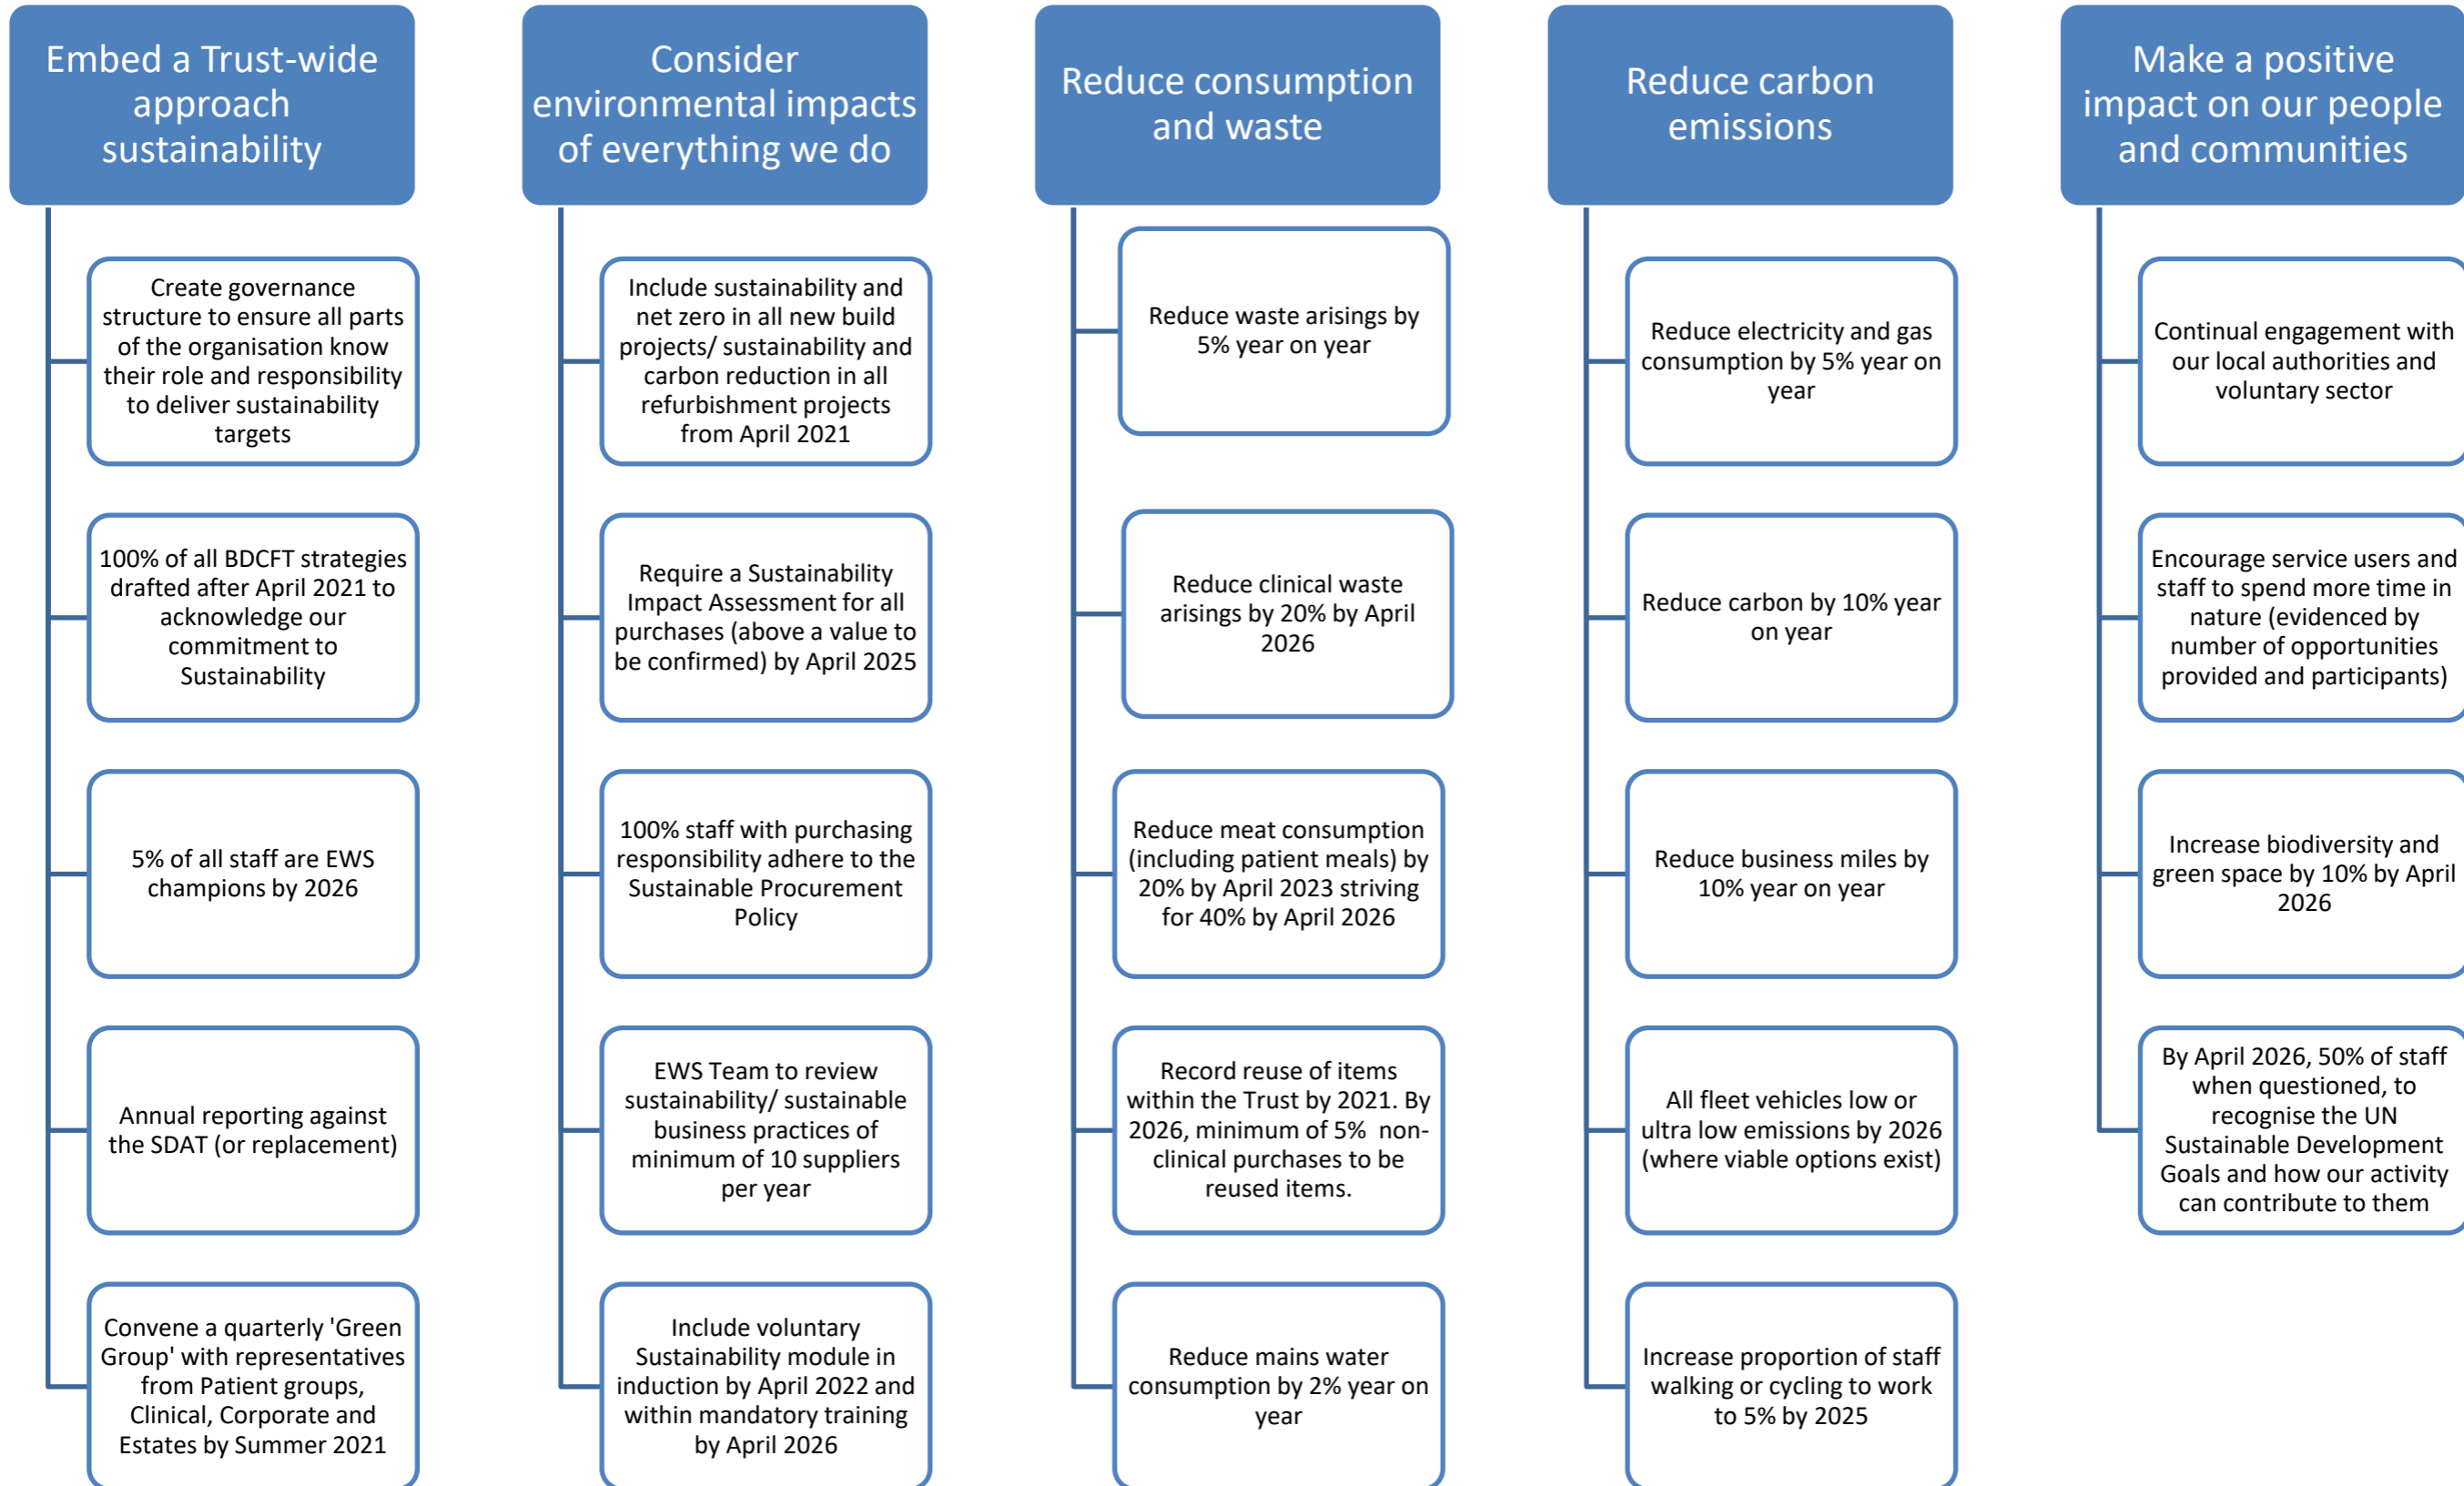 Embed a Trust-wide
approach
sustainability
Create governance
structure to ensure all parts
of the organisation know
their role and responsibility
to deliver sustainability
targets
100% of all BDCFT strategies
drafted after April 2021 to
acknowledge our
commitment to
Sustainability
5% of all staff are EWS
champions by 2026
Annual reporting against
the SDAT (or replacement)
Convene a quarterly 'Green
Group' with representatives
from Patient groups,
Clinical, Corporate and
Estates by Summer 2021
Consider
environmental impacts
of everything we do
Include sustainability and
net zero in all new build
projects/ sustainability and
carbon reduction in all
refurbishment projects
from April 2021
Require a Sustainability
Impact Assessment for all
purchases (above a value to
be confirmed) by April 2025
100% staff with purchasing
responsibility adhere to the
Sustainable Procurement
Policy
EWS Team to review
sustainability/ sustainable
business practices of
minimum of 10 suppliers
per year
Include voluntary
Sustainability module in
induction by April 2022 and
within mandatory training
by April 2026
Reduce consumption
and waste
Reduce waste arisings by
5% year on year
Reduce clinical waste
arisings by 20% by April
2026
Reduce meat consumption
(including patient meals) by
20% by April 2023 striving
for 40% by April 2026
Record reuse of items
within the Trust by 2021. By
2026, minimum of 5% non-
clinical purchases to be
reused items.
Reduce mains water
consumption by 2% year on
year
Reduce carbon
emissions
Reduce electricity and gas
consumption by 5% year on
year
Reduce carbon by 10% year
on year
Reduce business miles by
10% year on year
All fleet vehicles low or
ultra low emissions by 2026
(where viable options exist)
Increase proportion of staff
walking or cycling to work
to 5% by 2025
Make a positive
impact on our people
and communities
Continual engagement with
our local authorities and
voluntary sector
Encourage service users and
staff to spend more time in
nature (evidenced by
number of opportunities
provided and participants)
Increase biodiversity and
green space by 10% by April
2026
By April 2026, 50% of staff
when questioned, to
recognise the UN
Sustainable Development
Goals and how our activity
can contribute to them